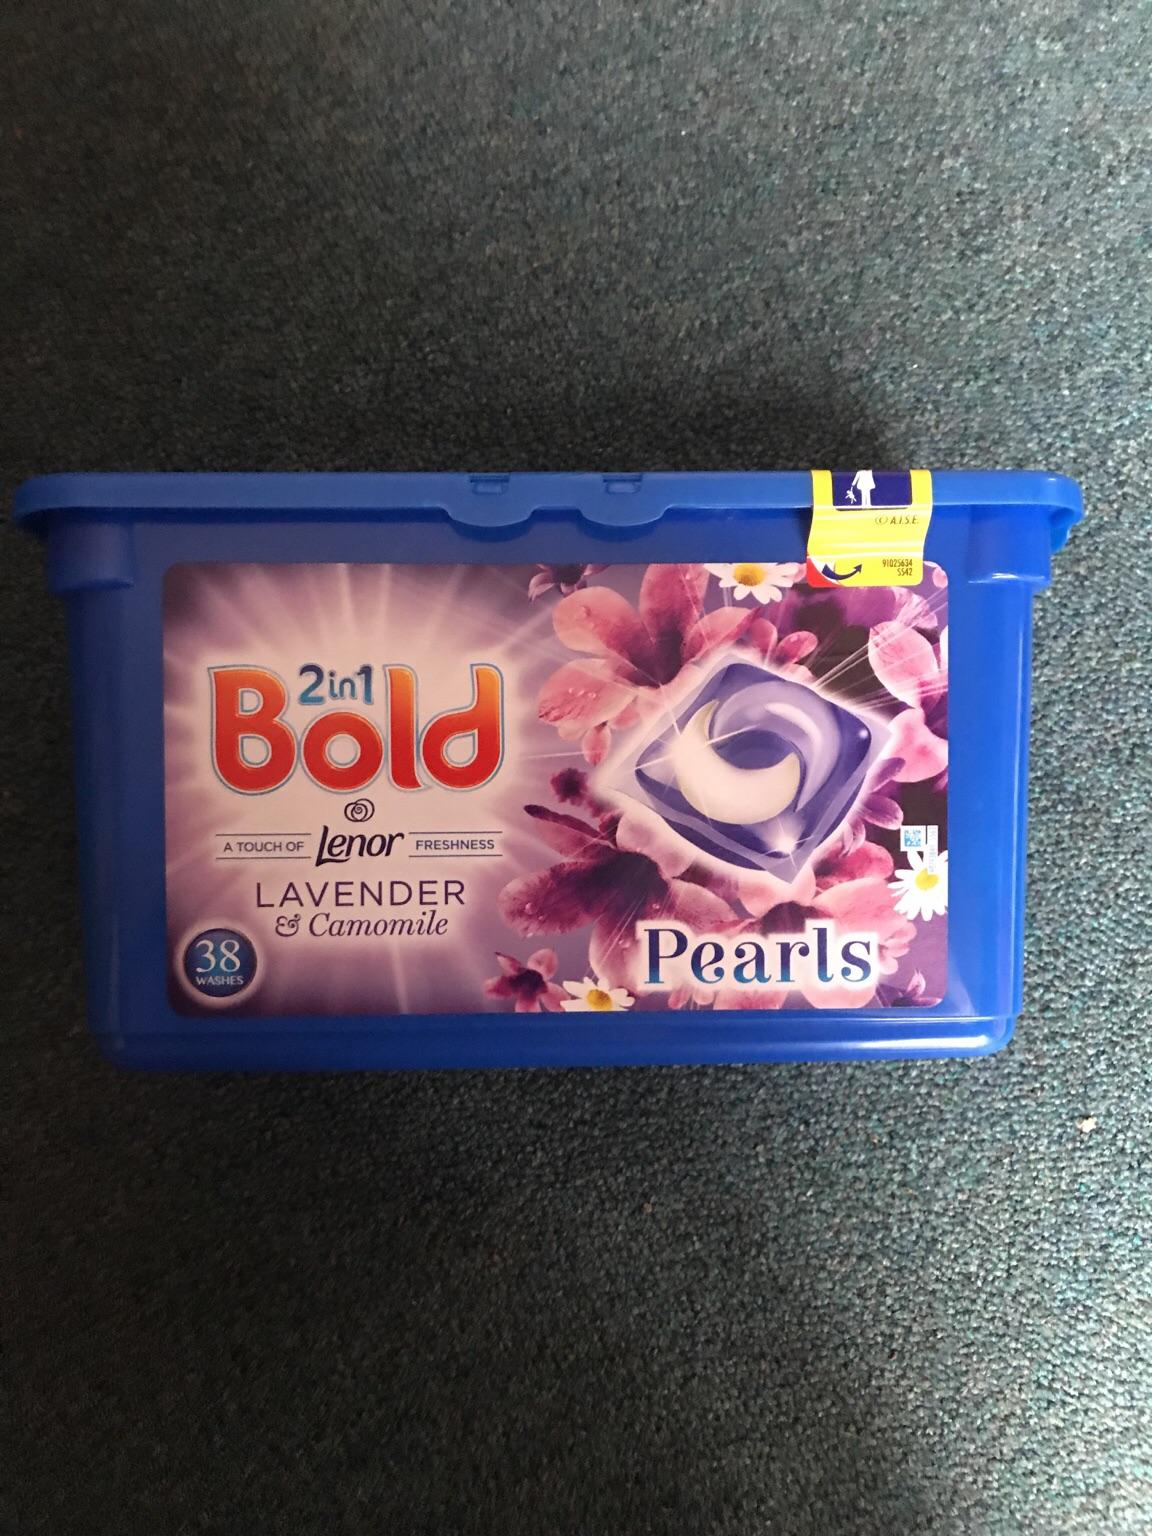 © A.I.S.E.
91025634
5542
2in1
Bold
A TOUCH OF Lenor FRESHNESS
LAVENDER
& Camomile
38
WASHES
Pearls